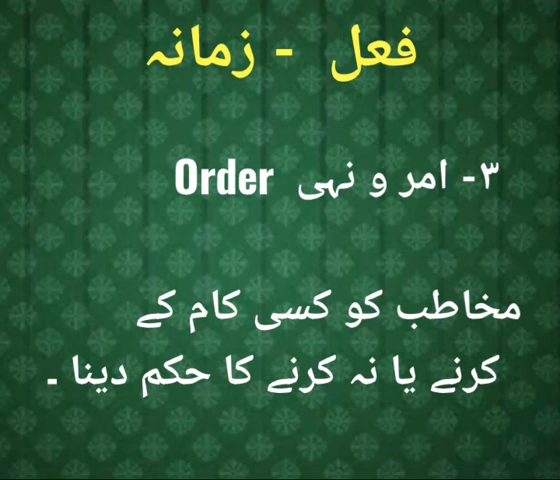 فعل - زمانہ
۳- امر و نہی Order
مخاطب کو کسی کام کے
کرنے یا نہ کرنے کا حکم دینا ۔